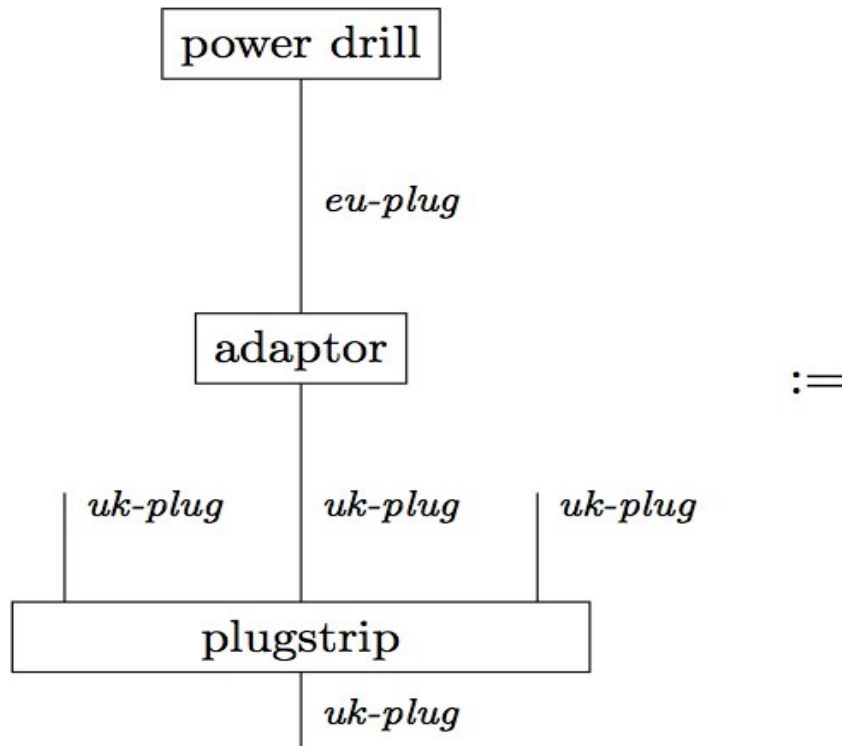 power drill
eu-plug
adaptor
:=
uk-plug uk-plug uk-plug
plugstrip
uk-plug